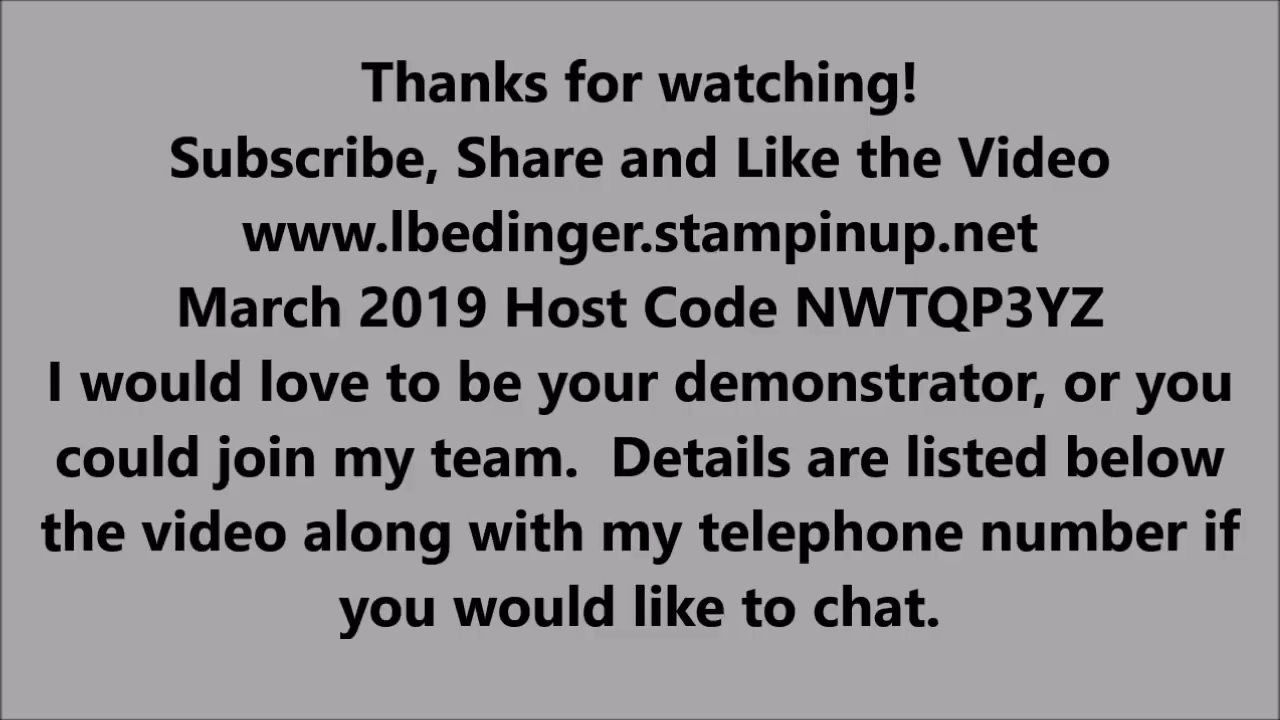 Thanks for watching!
Subscribe, Share and Like the Video
www.lbedinger.stampinup.net
March 2019 Host Code NWTQP3YZ
I would love to be your demonstrator, or you
could join my team.  Details are listed below
the video along with my telephone number if
you would like to chat.